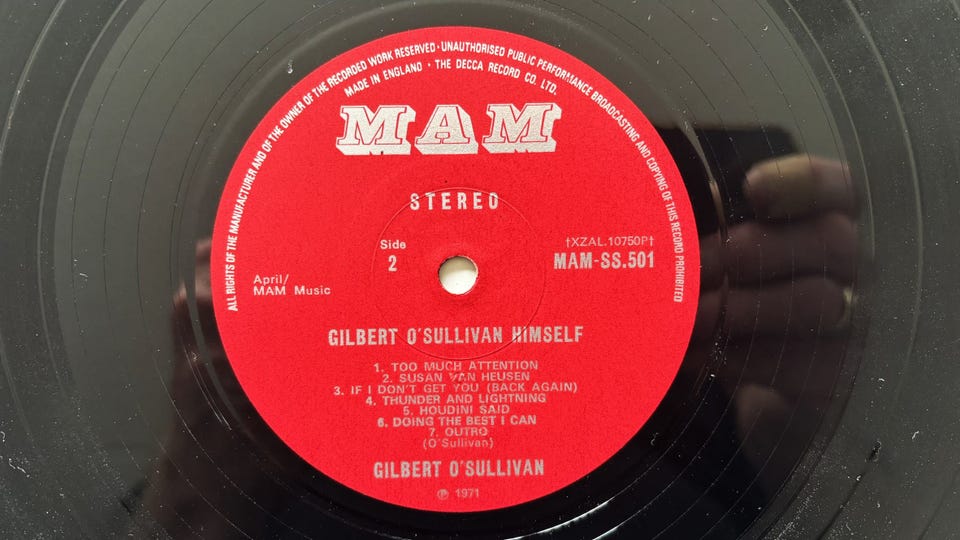 ALL RIGHTS OF THE MANUFACTURER AND OF THE OWNER OF THE RECORDED WORK RESERVED · UNAUTHORISED PUBLIC PERFORMANCE BROADCASTING AND COPYING OF THIS RECORD PROHIBITED
MADE IN ENGLAND · THE DECCA RECORD CO. LTD.
MAM
STEREO
Side
2
†XZAL.10750P†
MAM-SS.501
April/
MAM Music
GILBERT O'SULLIVAN HIMSELF
1. TOO MUCH ATTENTION
2. SUSAN VAN HEUSEN
3. IF I DON'T GET YOU (BACK AGAIN)
4. THUNDER AND LIGHTNING
5. HOUDINI SAID
6. DOING THE BEST I CAN
7. OUTRO
(O'Sullivan)
GILBERT O'SULLIVAN
℗ 1971